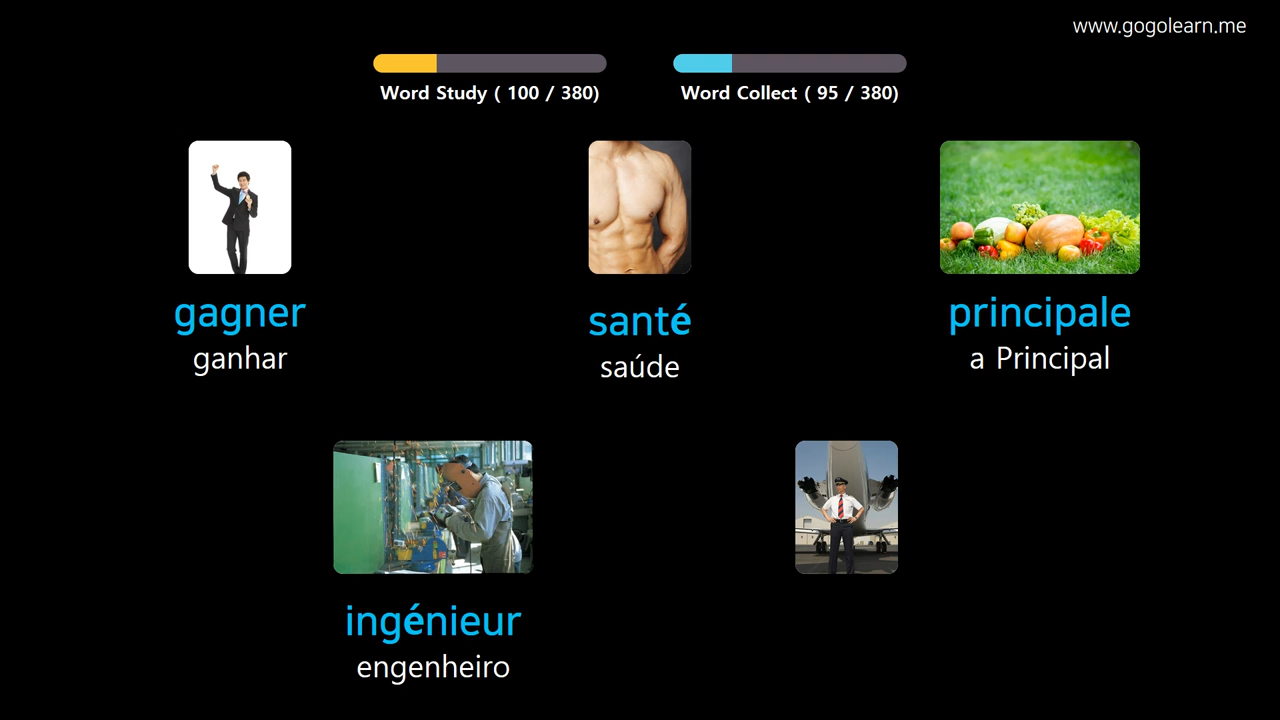 www.gogolearn.me
Word Study ( 100 / 380)
Word Collect ( 95 / 380)
gagner
ganhar
santé
saúde
principale
a Principal
ingénieur
engenheiro